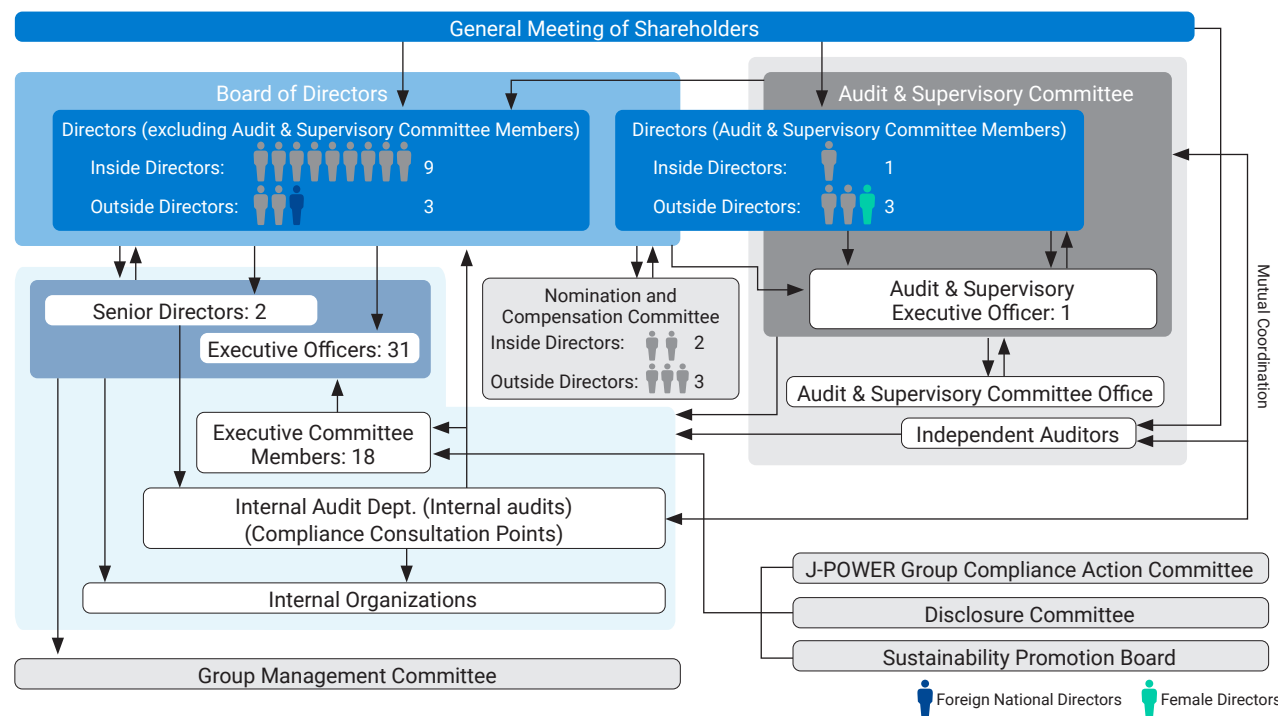 General Meeting of Shareholders
Board of Directors
Audit & Supervisory Committee
Directors (excluding Audit & Supervisory Committee Members)
Inside Directors: 9
Outside Directors: 3
Directors (Audit & Supervisory Committee Members)
Inside Directors: 1
Outside Directors: 3
Senior Directors: 2
Executive Officers: 31
Nomination and
Compensation Committee
Inside Directors: 2
Outside Directors: 3
Audit & Supervisory
Executive Officer: 1
Audit & Supervisory Committee Office
Independent Auditors
Mutual Coordination
Executive Committee
Members: 18
Internal Audit Dept. (Internal audits)
(Compliance Consultation Points)
Internal Organizations
Group Management Committee
J-POWER Group Compliance Action Committee
Disclosure Committee
Sustainability Promotion Board
Foreign National Directors
Female Directors